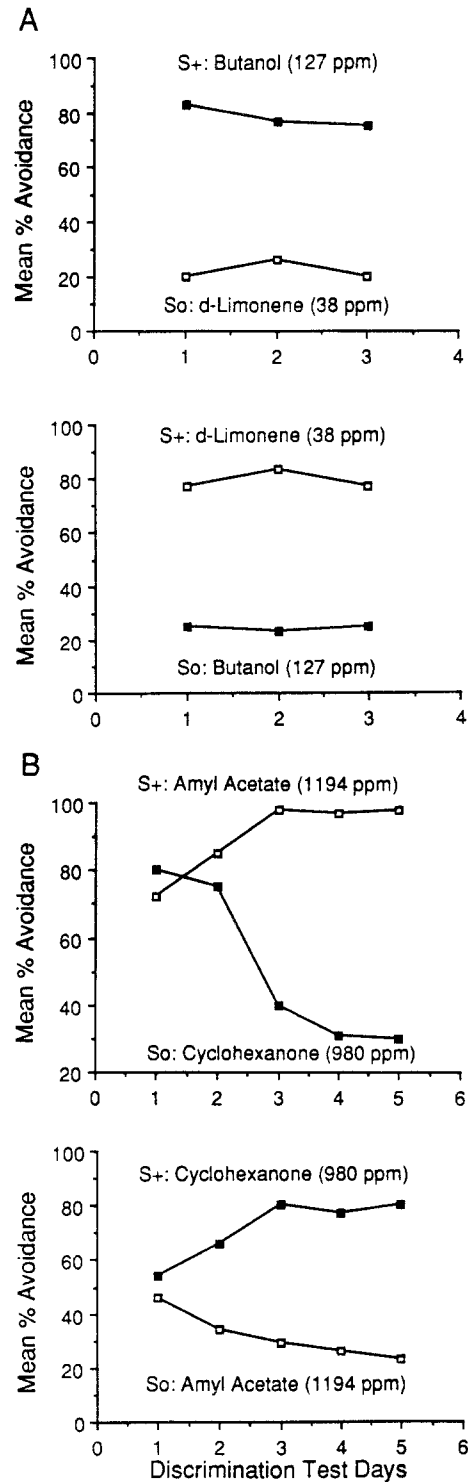 A
100
S+: Butanol (127 ppm)
80
60
40
20
So: d-Limonene (38 ppm)
0
0 1 2 3 4
Mean % Avoidance
100
S+: d-Limonene (38 ppm)
80
60
40
20
So: Butanol (127 ppm)
0
0 1 2 3 4
Mean % Avoidance
B
S+: Amyl Acetate (1194 ppm)
100
80
60
40
So: Cyclohexanone (980 ppm)
20
0 1 2 3 4 5 6
Mean % Avoidance
100
S+: Cyclohexanone (980 ppm)
80
60
40
20
So: Amyl Acetate (1194 ppm)
0
0 1 2 3 4 5 6
Mean % Avoidance
Discrimination Test Days